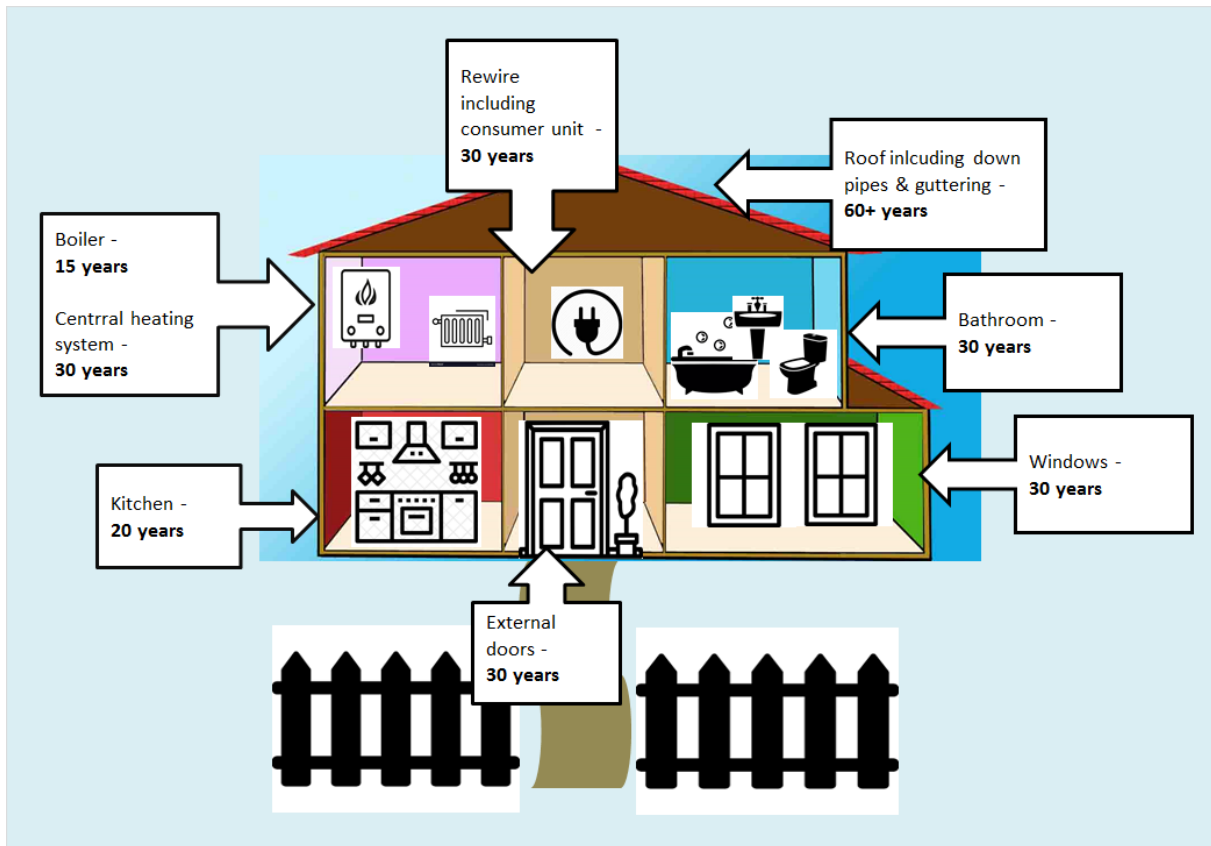 Rewire
including
consumer unit -
30 years
Roof inlcuding down
pipes & guttering -
60+ years
Boiler -
15 years
Centrral heating
system -
30 years
Bathroom -
30 years
Windows -
30 years
Kitchen -
20 years
External
doors -
30 years